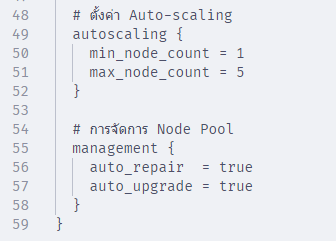 48 # ตั้งค่า Auto-scaling
49 autoscaling {
50 min_node_count = 1
51 max_node_count = 5
52 }
53
54 # การจัดการ Node Pool
55 management {
56 auto_repair  = true
57 auto_upgrade = true
58 }
59 }